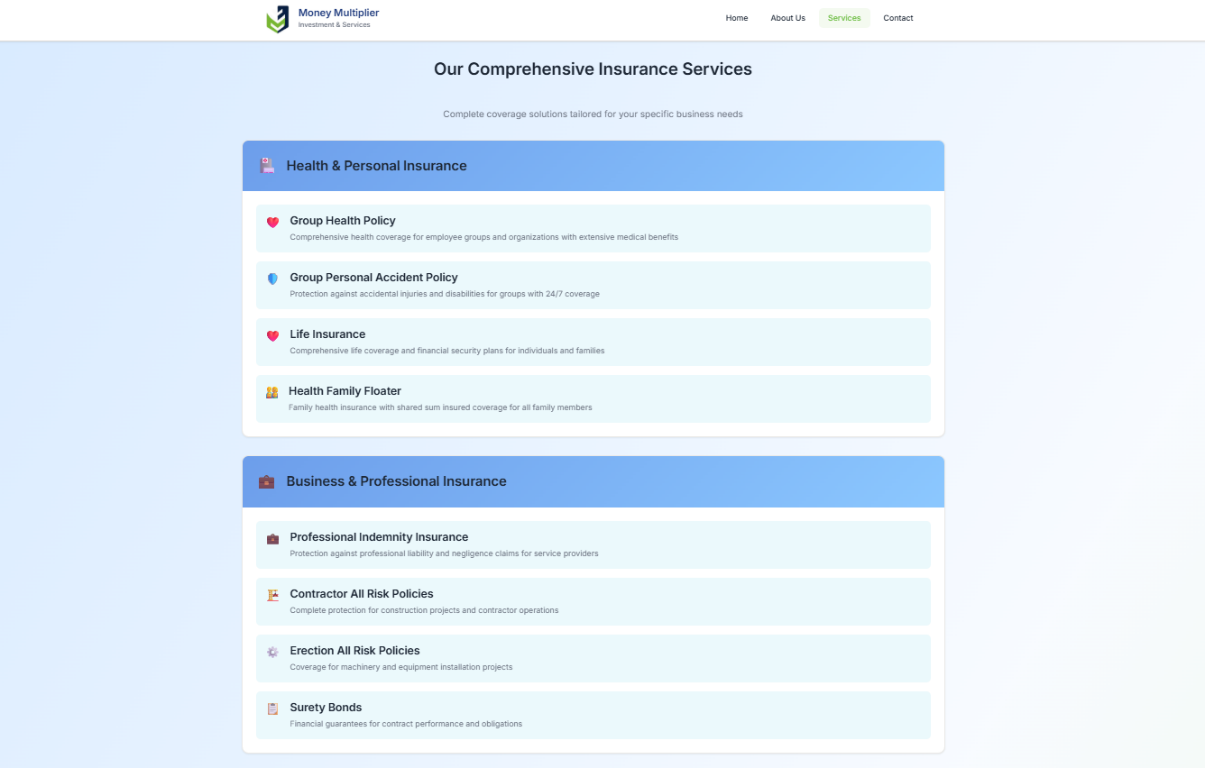 Money Multiplier
Investment & Services
Home
About Us
Services
Contact
Our Comprehensive Insurance Services
Complete coverage solutions tailored for your specific business needs
Health & Personal Insurance
Group Health Policy
Comprehensive health coverage for employee groups and organizations with extensive medical benefits
Group Personal Accident Policy
Protection against accidental injuries and disabilities for groups with 24/7 coverage
Life Insurance
Comprehensive life coverage and financial security plans for individuals and families
Health Family Floater
Family health insurance with shared sum insured coverage for all family members
Business & Professional Insurance
Professional Indemnity Insurance
Protection against professional liability and negligence claims for service providers
Contractor All Risk Policies
Complete protection for construction projects and contractor operations
Erection All Risk Policies
Coverage for machinery and equipment installation projects
Surety Bonds
Financial guarantees for contract performance and obligations